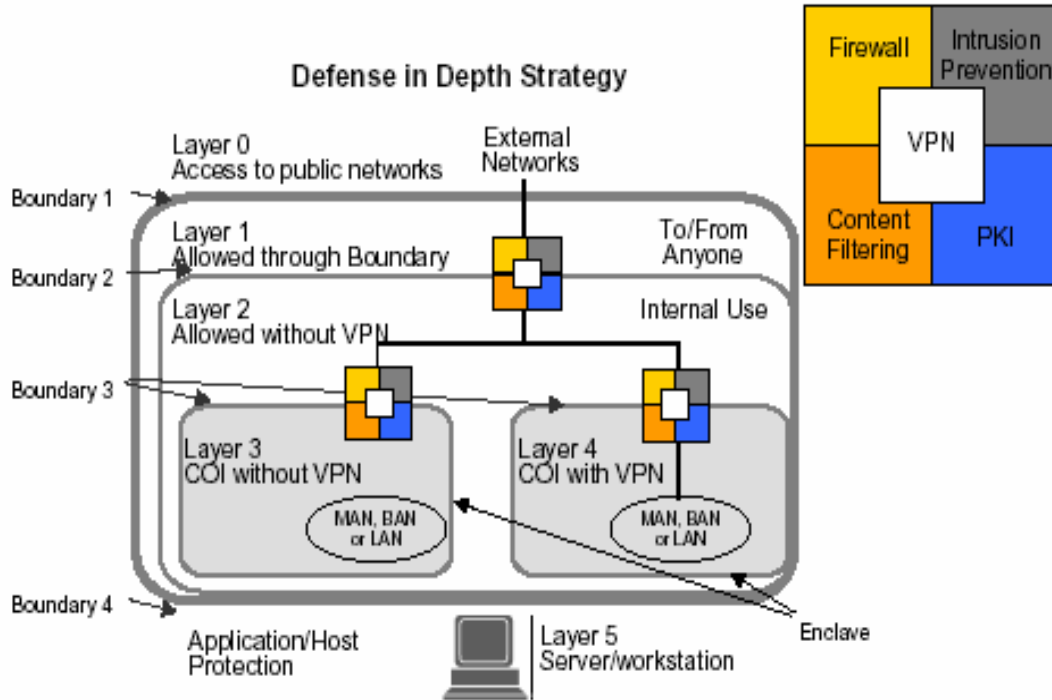 Defense in Depth Strategy
Firewall
Intrusion
Prevention
VPN
Content
Filtering
PKI
Layer 0
Access to public networks
External
Networks
Boundary 1
Layer 1
Allowed through Boundary
To/From
Anyone
Boundary 2
Layer 2
Allowed without VPN
Internal Use
Boundary 3
Layer 3
COI without VPN
Layer 4
COI with VPN
MAN, BAN
or LAN
MAN, BAN
or LAN
Boundary 4
Enclave
Application/Host
Protection
Layer 5
Server/workstation